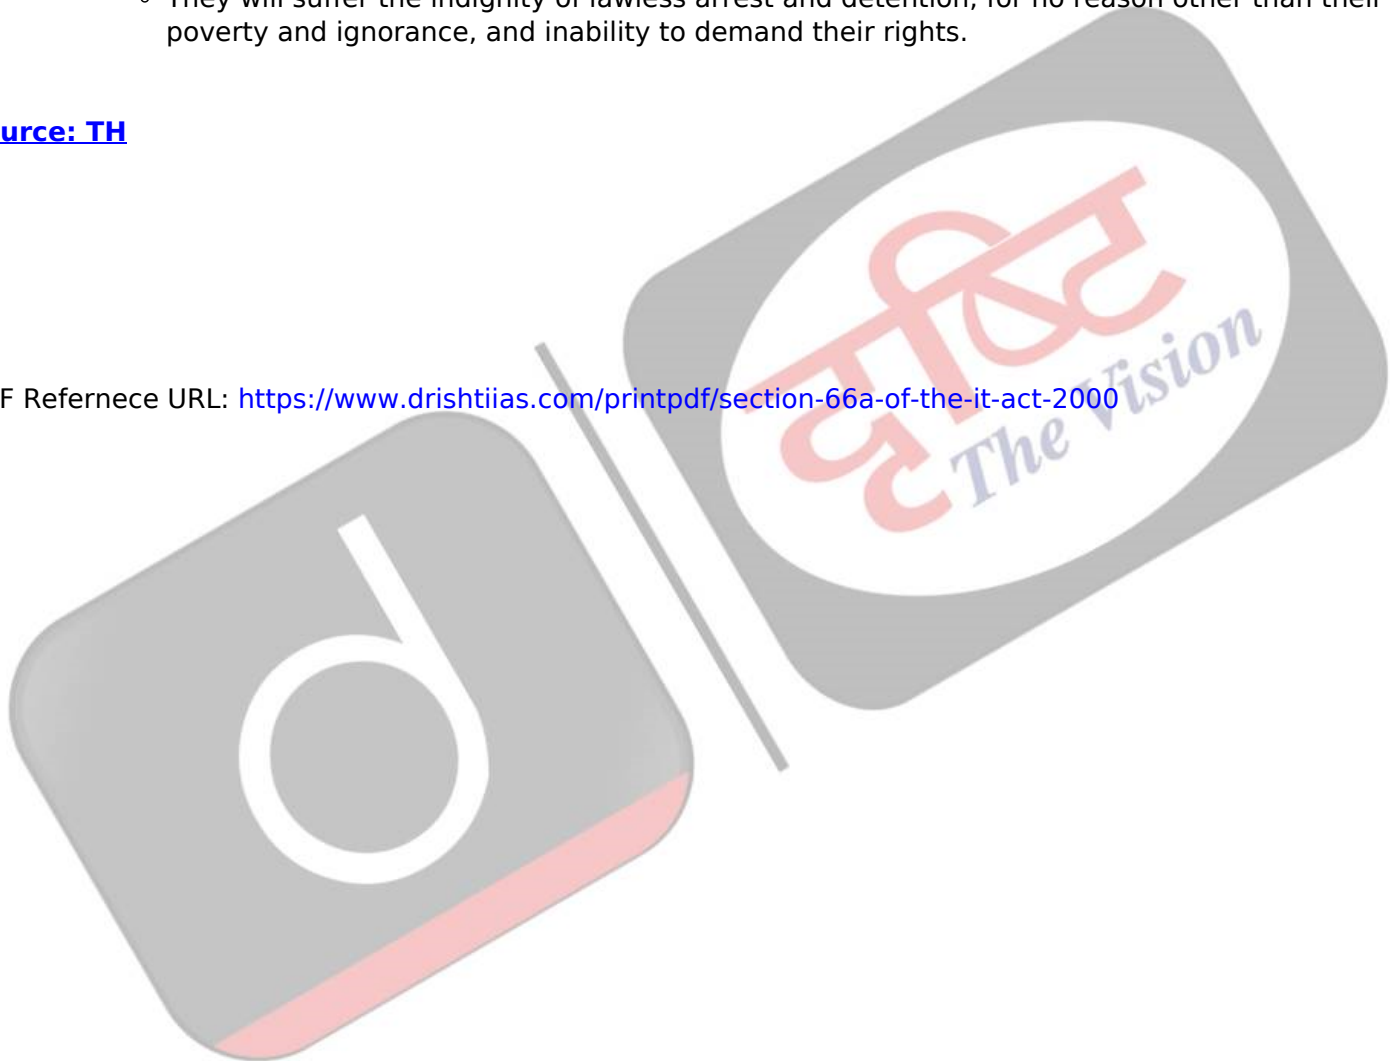 They will suffer the indignity of lawless arrest and detention, for no reason other than their
poverty and ignorance, and inability to demand their rights.
urce: TH
F Refernece URL: https://www.drishtiias.com/printpdf/section-66a-of-the-it-act-2000
दृष्टि
The Vision
d